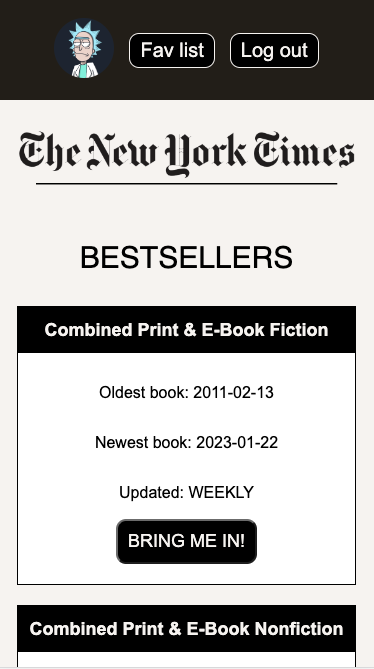 Fav list
Log out
The New York Times
BESTSELLERS
Combined Print & E-Book Fiction
Oldest book: 2011-02-13
Newest book: 2023-01-22
Updated: WEEKLY
BRING ME IN!
Combined Print & E-Book Nonfiction